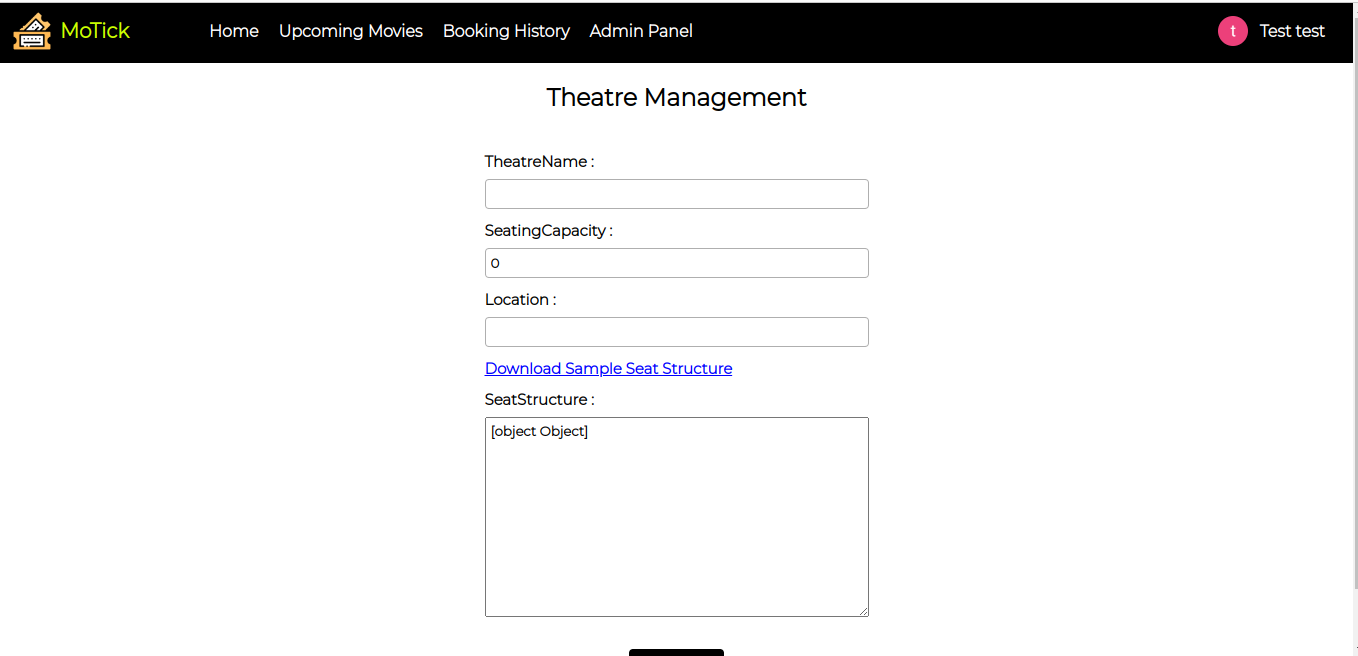 MoTick Home Upcoming Movies Booking History Admin Panel t Test test
Theatre Management
TheatreName :
SeatingCapacity :
0
Location :
Download Sample Seat Structure
SeatStructure :
[object Object]